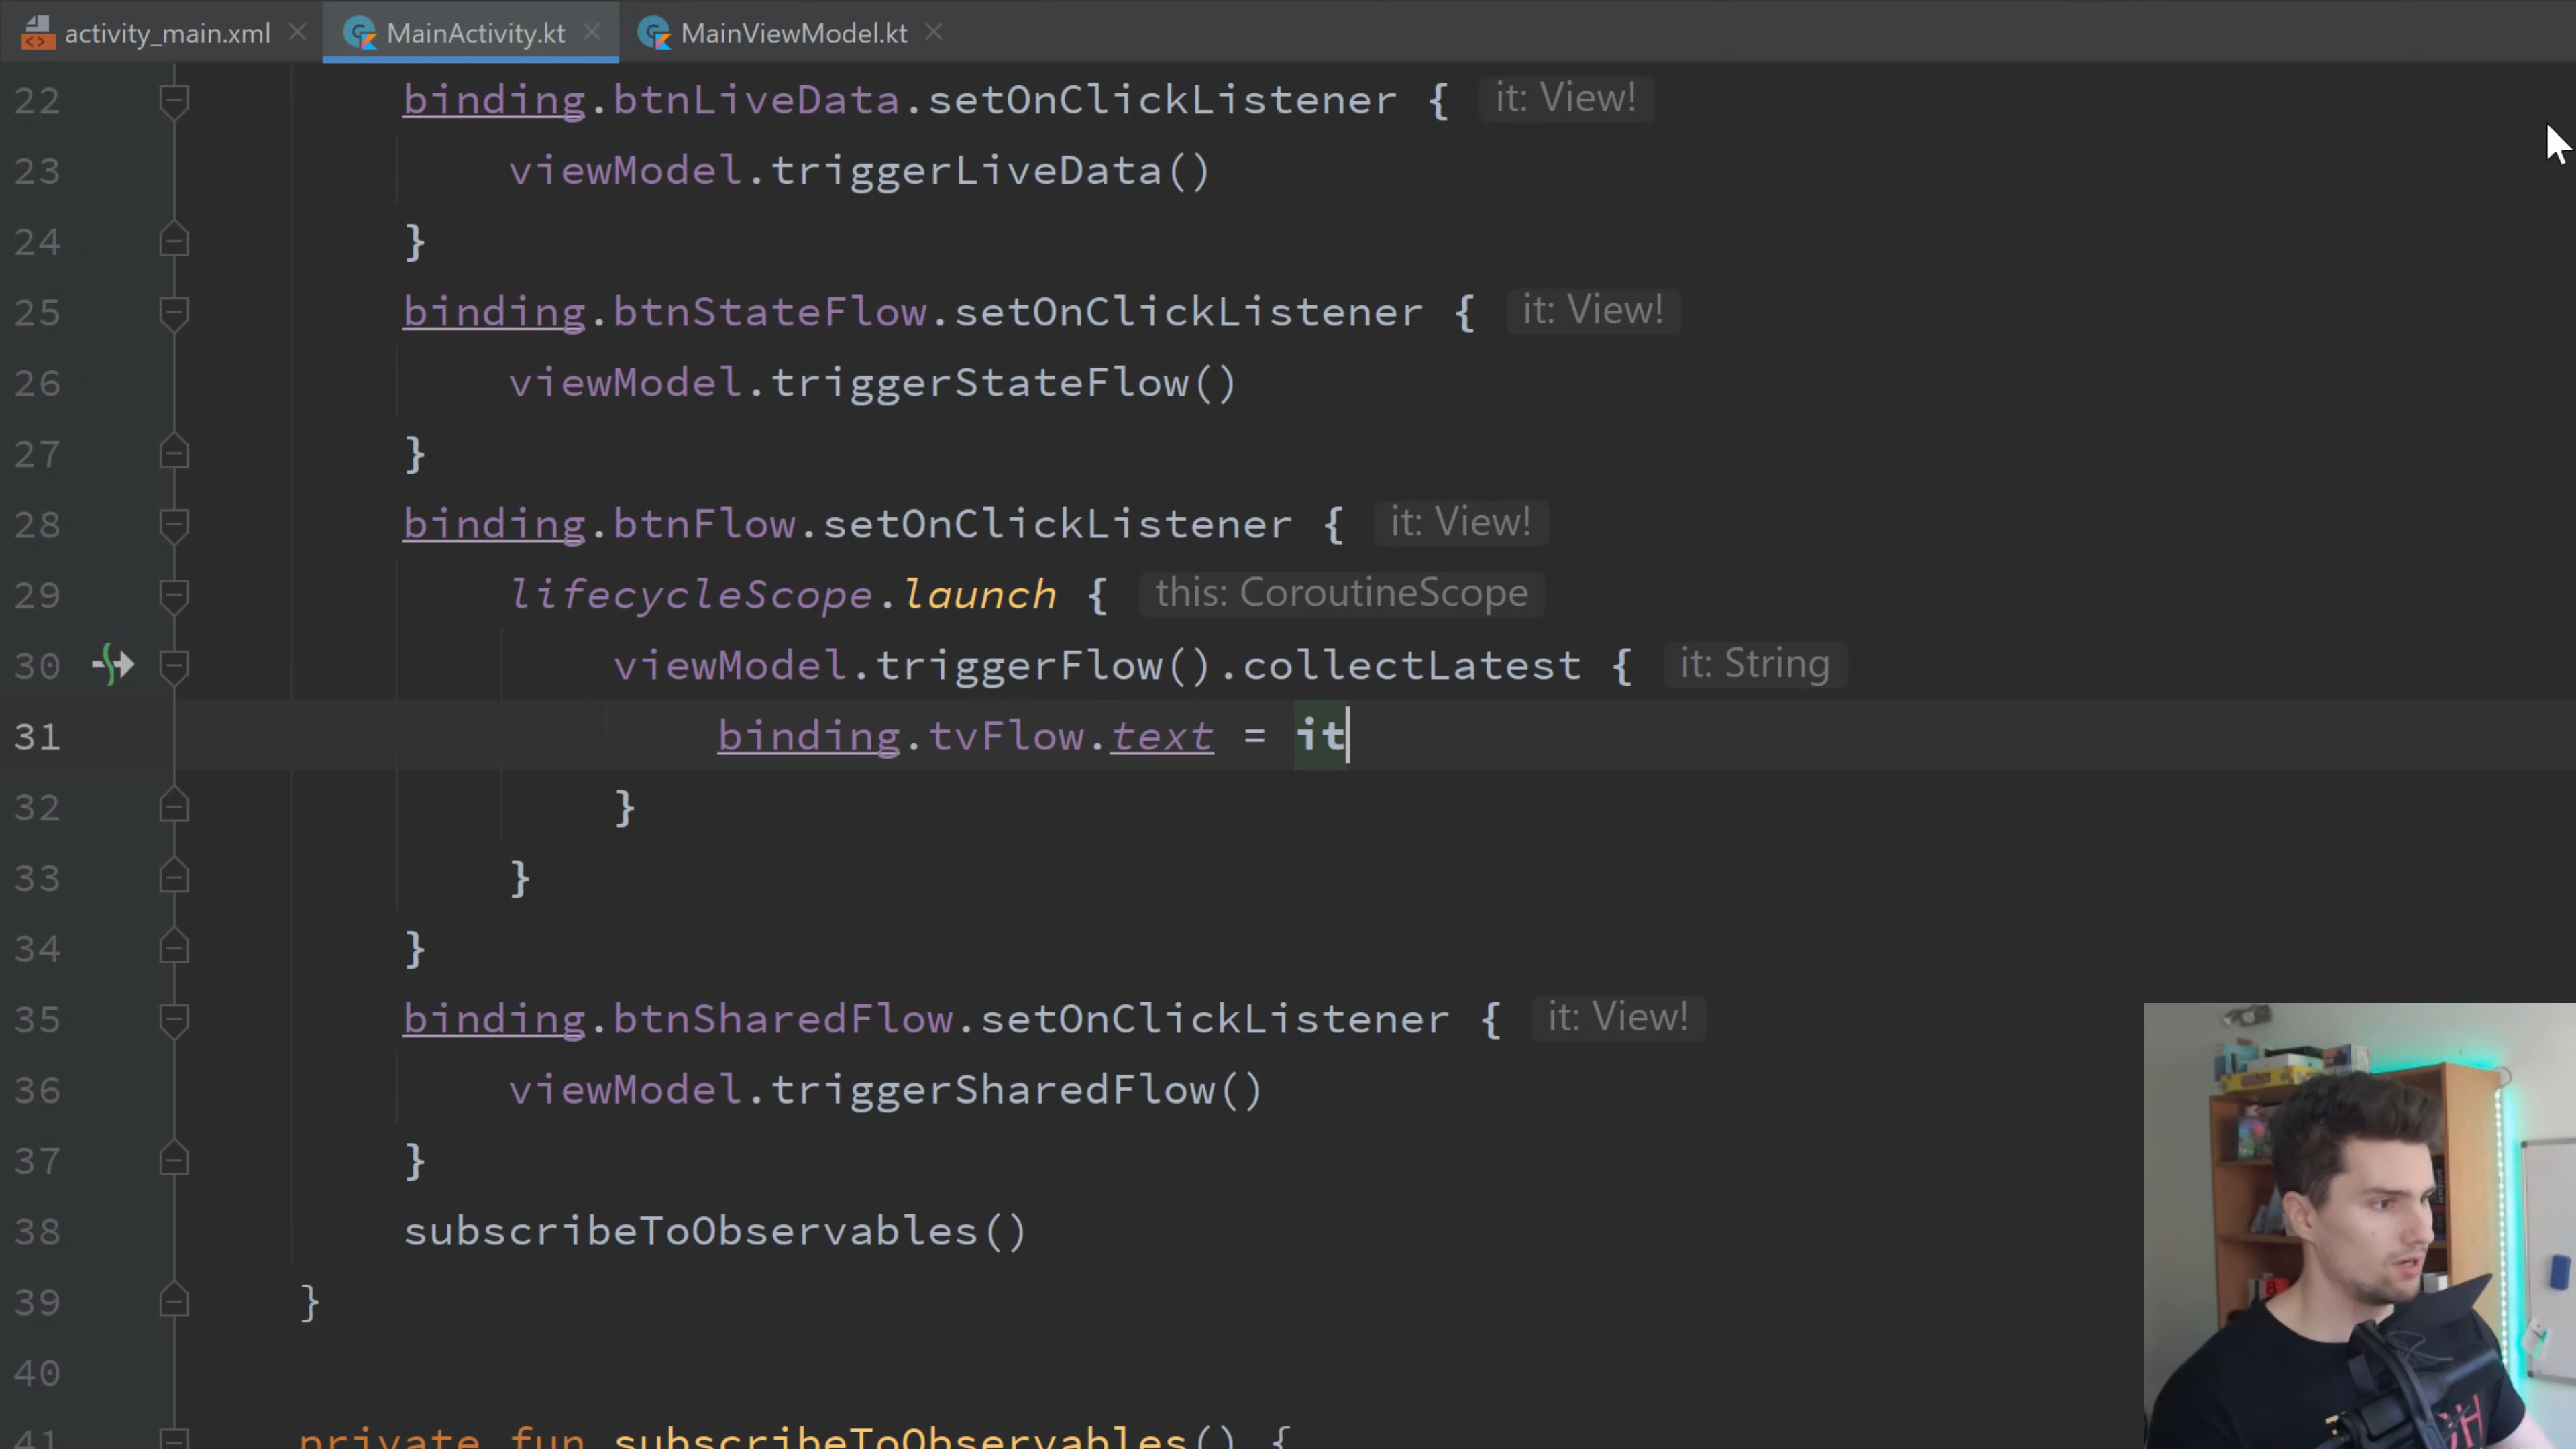 activity_main.xml MainActivity.kt MainViewModel.kt
22 binding.btnLiveData.setOnClickListener { it: View!
23 viewModel.triggerLiveData()
24 }
25 binding.btnStateFlow.setOnClickListener { it: View!
26 viewModel.triggerStateFlow()
27 }
28 binding.btnFlow.setOnClickListener { it: View!
29 lifecycleScope.launch { this: CoroutineScope
30 viewModel.triggerFlow().collectLatest { it: String
31 binding.tvFlow.text = it
32 }
33 }
34 }
35 binding.btnSharedFlow.setOnClickListener { it: View!
36 viewModel.triggerSharedFlow()
37 }
38 subscribeToObservables()
39 }
40
41 private fun subscribeToObservables() {